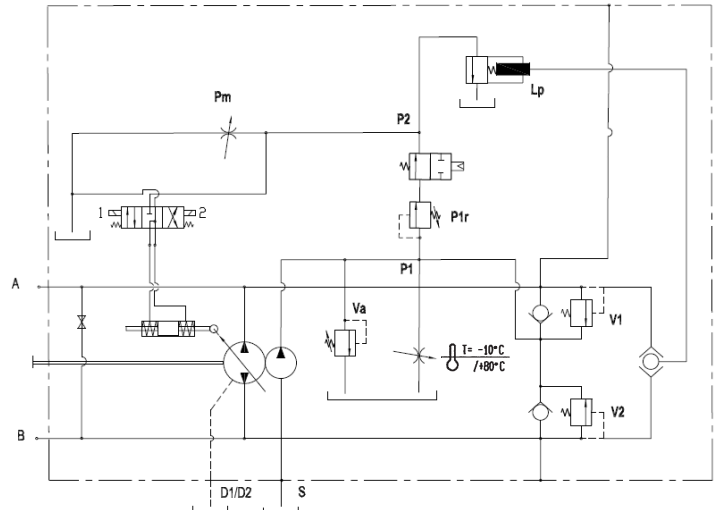 Lp
Pm
P2
1 2
P1r
P1
A
Va
V1
T= -10°C
/+80°C
V2
B
D1/D2 S